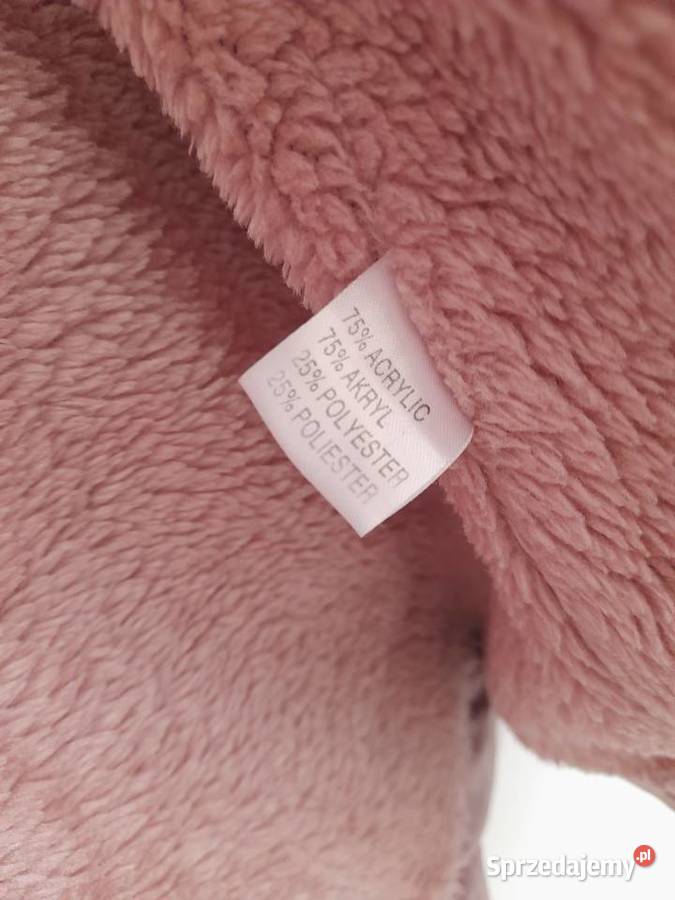 75% ACRYLIC
75% AKRYL
25% POLYESTER
25% POLIESTER
Sprzedajemy.pl